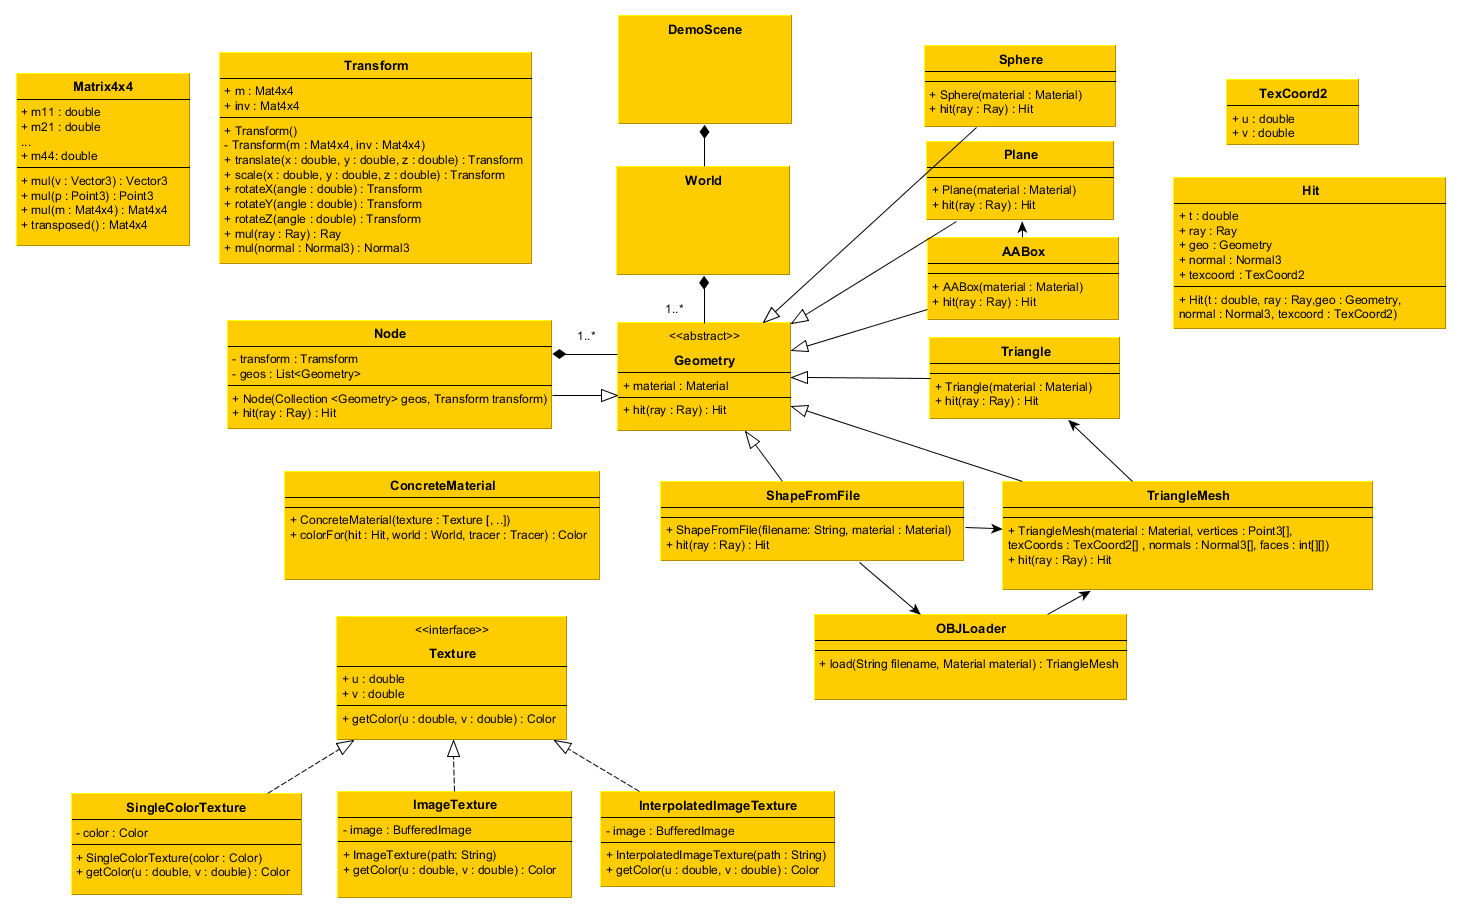 DemoScene
Matrix4x4
+ m11 : double
+ m21 : double
...
+ m44: double
+ mul(v : Vector3) : Vector3
+ mul(p : Point3) : Point3
+ mul(m : Mat4x4) : Mat4x4
+ transposed() : Mat4x4
Transform
+ m : Mat4x4
+ inv : Mat4x4
+ Transform()
- Transform(m : Mat4x4, inv : Mat4x4)
+ translate(x : double, y : double, z : double) : Transform
+ scale(x : double, y : double, z : double) : Transform
+ rotateX(angle : double) : Transform
+ rotateY(angle : double) : Transform
+ rotateZ(angle : double) : Transform
+ mul(ray : Ray) : Ray
+ mul(normal : Normal3) : Normal3
World
Sphere
+ Sphere(material : Material)
+ hit(ray : Ray) : Hit
Plane
+ Plane(material : Material)
+ hit(ray : Ray) : Hit
AABox
+ AABox(material : Material)
+ hit(ray : Ray) : Hit
TexCoord2
+ u : double
+ v : double
Hit
+ t : double
+ ray : Ray
+ geo : Geometry
+ normal : Normal3
+ texcoord : TexCoord2
+ Hit(t : double, ray : Ray,geo : Geometry,
normal : Normal3, texcoord : TexCoord2)
1..*
1..*
Node
- transform : Tramsform
- geos : List<Geometry>
+ Node(Collection <Geometry> geos, Transform transform)
+ hit(ray : Ray) : Hit
<<abstract>>
Geometry
+ material : Material
+ hit(ray : Ray) : Hit
Triangle
+ Triangle(material : Material)
+ hit(ray : Ray) : Hit
ConcreteMaterial
+ ConcreteMaterial(texture : Texture [, ..])
+ colorFor(hit : Hit, world : World, tracer : Tracer) : Color
ShapeFromFile
+ ShapeFromFile(filename: String, material : Material)
+ hit(ray : Ray) : Hit
TriangleMesh
+ TriangleMesh(material : Material, vertices : Point3[],
texCoords : TexCoord2[] , normals : Normal3[], faces : int[][])
+ hit(ray : Ray) : Hit
OBJLoader
+ load(String filename, Material material) : TriangleMesh
<<interface>>
Texture
+ u : double
+ v : double
+ getColor(u : double, v : double) : Color
SingleColorTexture
- color : Color
+ SingleColorTexture(color : Color)
+ getColor(u : double, v : double) : Color
ImageTexture
- image : BufferedImage
+ ImageTexture(path: String)
+ getColor(u : double, v : double) : Color
InterpolatedImageTexture
- image : BufferedImage
+ InterpolatedImageTexture(path : String)
+ getColor(u : double, v : double) : Color